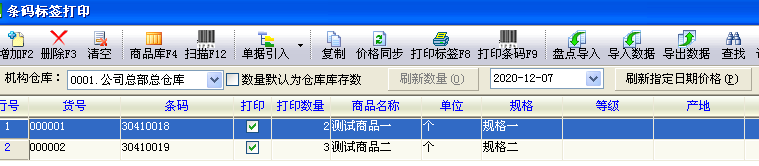 条码标签打印
增加F2 删除F3 清空 商品库F4 扫描F12 单据引入 复制 价格同步 打印标签F8 打印条码F9 盘点导入 导入数据 导出数据 查找
机构仓库： 0001.公司总部总仓库 数量默认为仓库库存数 刷新数量(O) 2020-12-07 刷新指定日期价格(P)
行号 货号 条码 打印 打印数量 商品名称 单位 规格 等级 产地
1 000001 30410018 2 测试商品一 个 规格一
2 000002 30410019 3 测试商品二 个 规格二